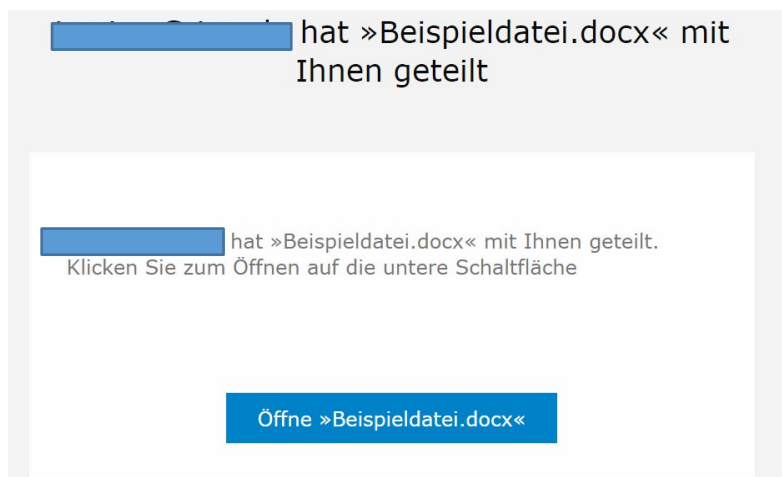 hat »Beispieldatei.docx« mit
Ihnen geteilt
hat »Beispieldatei.docx« mit Ihnen geteilt.
Klicken Sie zum Öffnen auf die untere Schaltfläche
Öffne »Beispieldatei.docx«